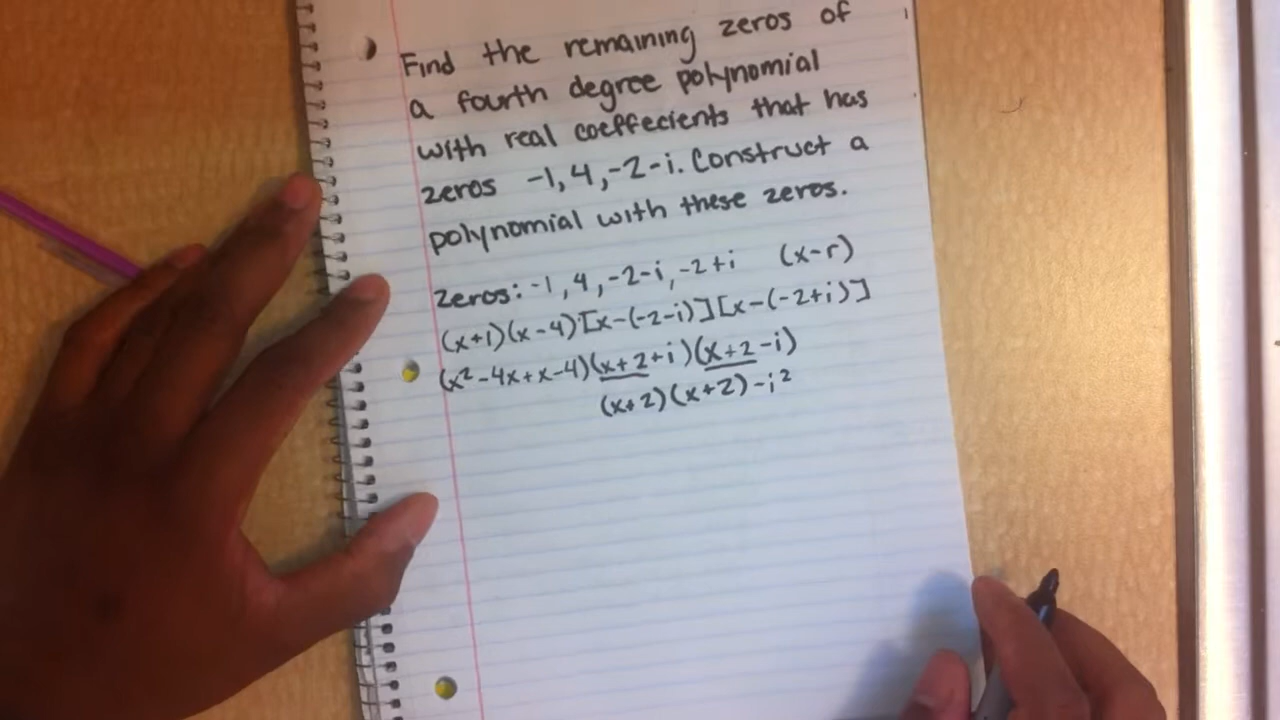 Find the remaining zeros of
a fourth degree polynomial
with real coeffecients that has
zeros -1, 4, -2-i. Construct a
polynomial with these zeros.
zeros: -1, 4, -2-i, -2+i (x-r)
(x+1)(x-4)[x-(-2-i)][x-(-2+i)]
(x²-4x+x-4)(x+2+i)(x+2-i)
(x+2)(x+2)-i²